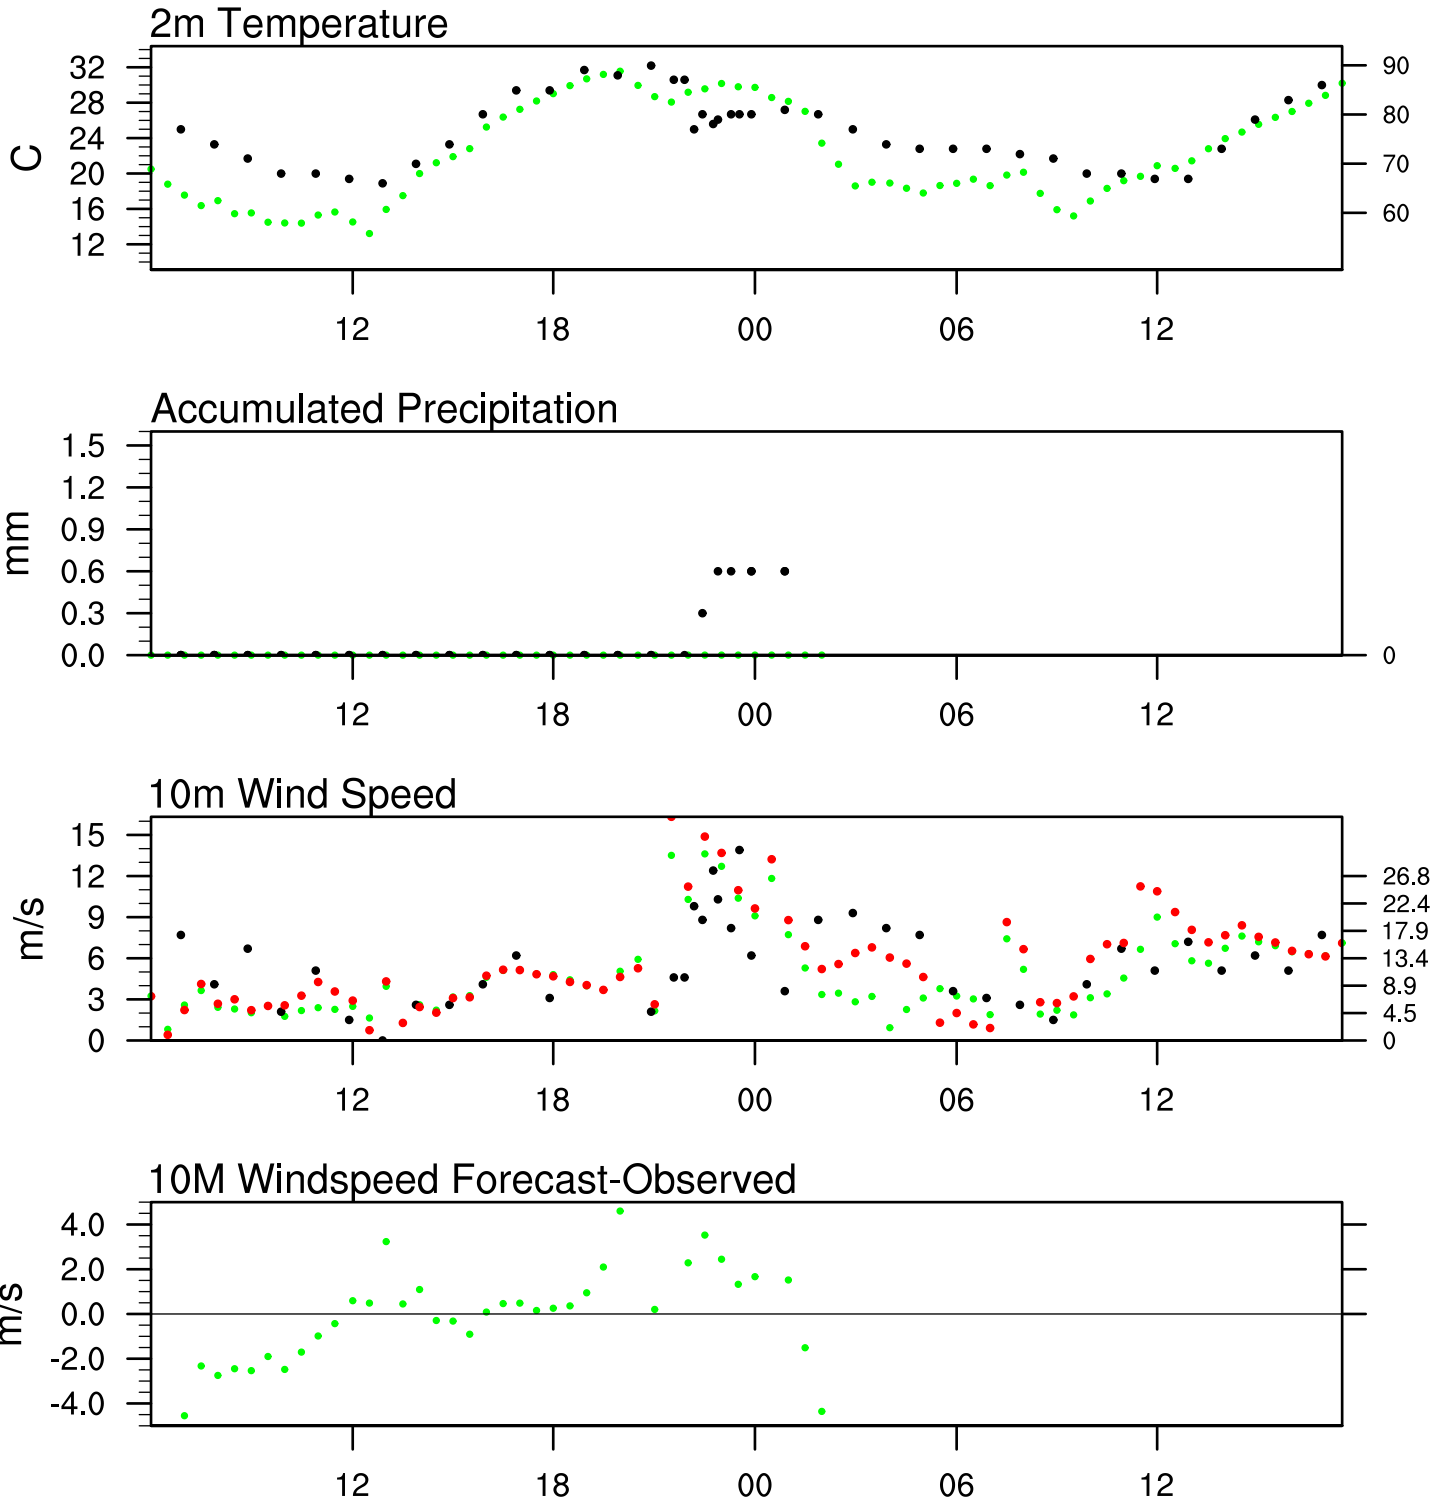 2m Temperature
32
28
24
20
16
12
C
90
80
70
60
12 18 00 06 12
Accumulated Precipitation
1.5
1.2
0.9
0.6
0.3
0.0
mm
0
12 18 00 06 12
10m Wind Speed
15
12
9
6
3
0
m/s
26.8
22.4
17.9
13.4
8.9
4.5
0
12 18 00 06 12
10M Windspeed Forecast-Observed
4.0
2.0
0.0
-2.0
-4.0
m/s
12 18 00 06 12